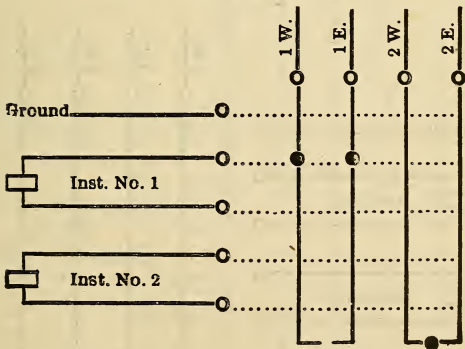 1 W.
1 E.
2 W.
2 E.
Ground
Inst. No. 1
Inst. No. 2